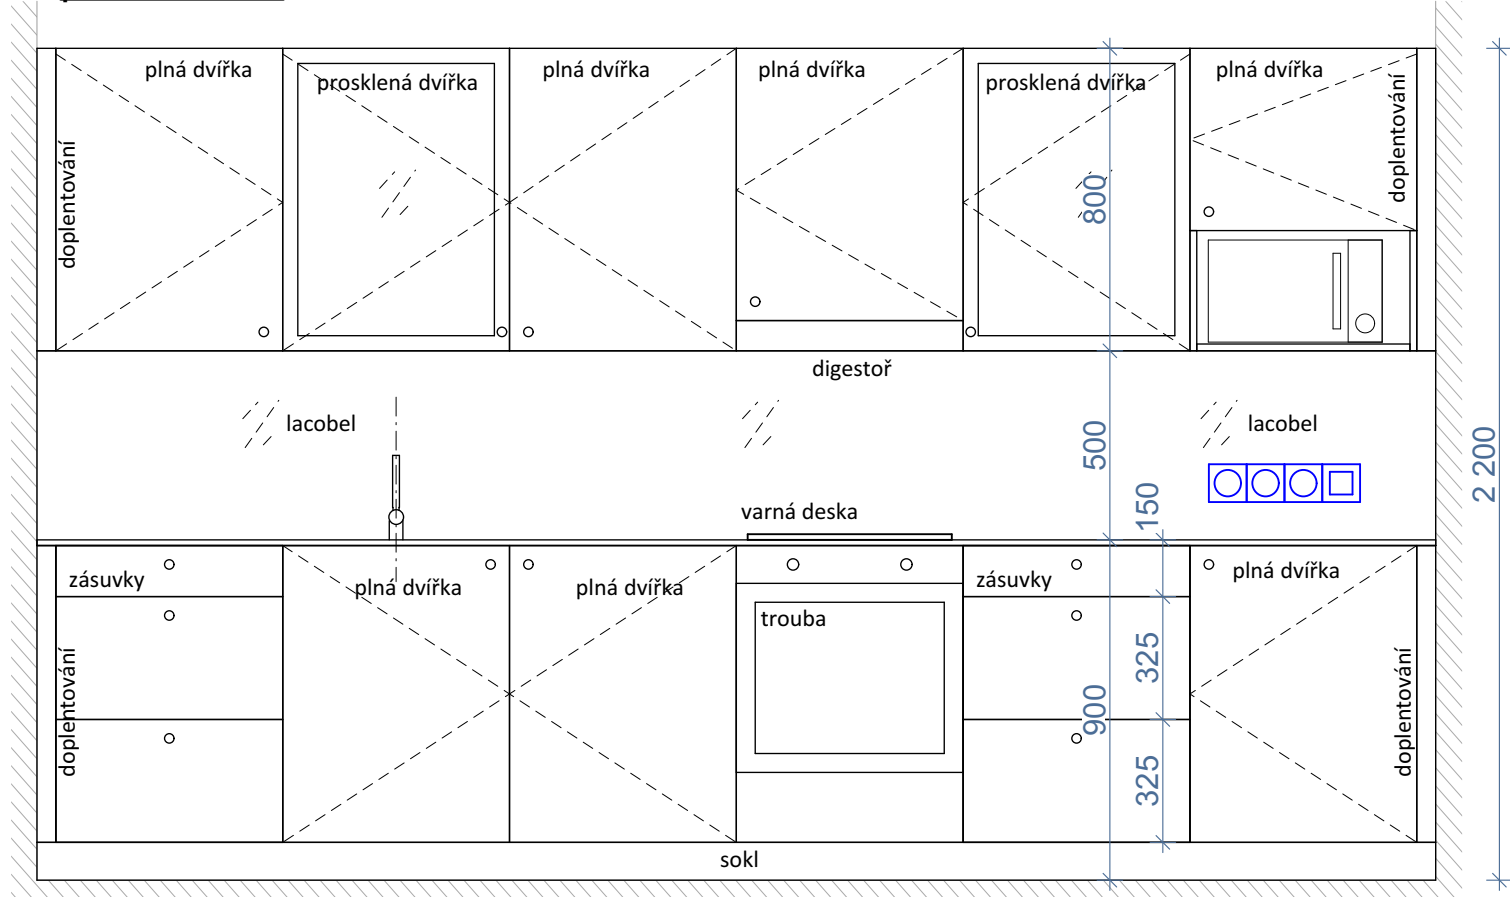 plná dvířka
prosklená dvířka
plná dvířka
plná dvířka
prosklená dvířka
plná dvířka
doplentování
doplentování
800
digestoř
lacobel
lacobel
500
2 200
150
varná deska
zásuvky
plná dvířka
plná dvířka
trouba
zásuvky
plná dvířka
doplentování
325
900
doplentování
325
sokl